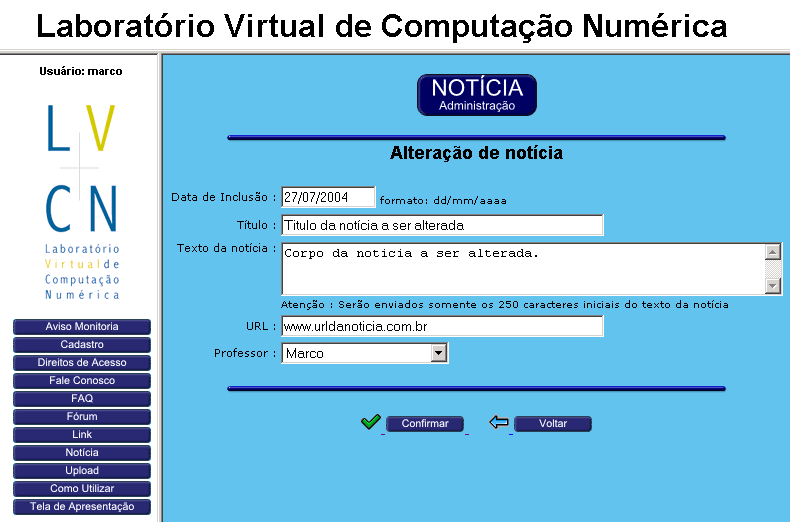 Laboratório Virtual de Computação Numérica
Usuário: marco
L V
C N
Laboratório
Virtual de
Computação
Numérica
Aviso Monitoria
Cadastro
Direitos de Acesso
Fale Conosco
FAQ
Fórum
Link
Notícia
Upload
Como Utilizar
Tela de Apresentação
NOTÍCIA
Administração
Alteração de notícia
Data de Inclusão : 27/07/2004 formato: dd/mm/aaaa
Título : Titulo da notícia a ser alterada
Texto da notícia : Corpo da noticia a ser alterada.
Atenção : Serão enviados somente os 250 caracteres iniciais do texto da notícia
URL : www.urldanoticia.com.br
Professor : Marco
Confirmar Voltar